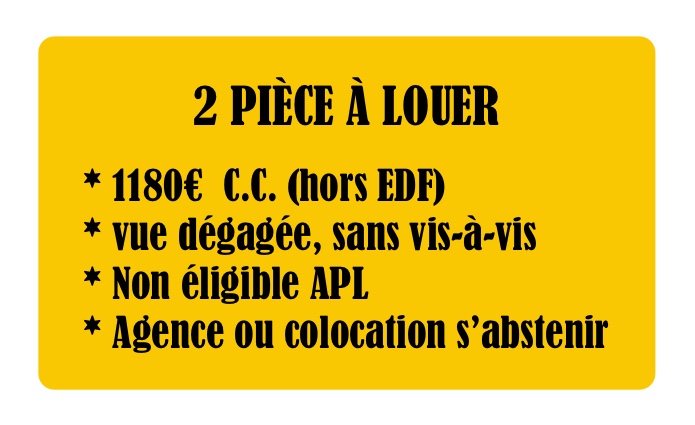 2 PIÈCE À LOUER
* 1180€ C.C. (hors EDF)
* vue dégagée, sans vis-à-vis
* Non éligible APL
* Agence ou colocation s’abstenir